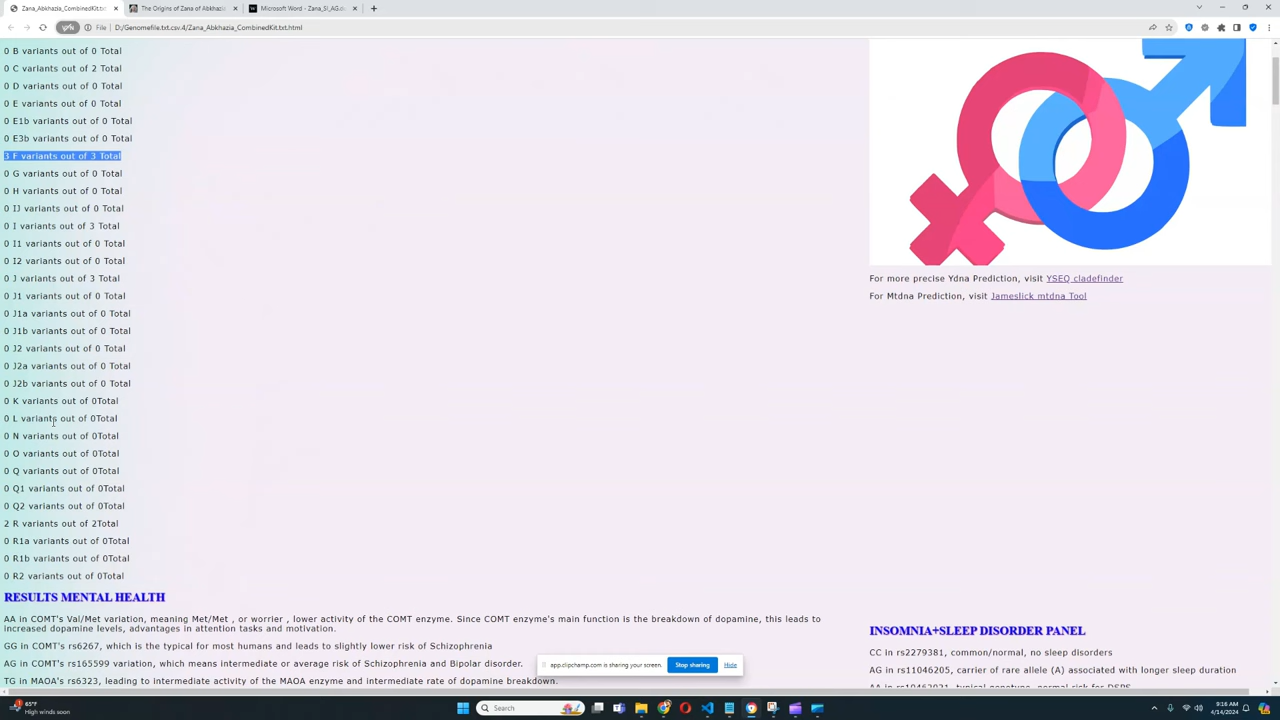 Zana_Abkhazia_CombinedKit.txt.txt
The Origins of Zana of Abkhazia
Microsoft Word - Zana_SI_AG.d
File
D:/Genomefile.txt.csv.4/Zana_Abkhazia_CombinedKit.txt.txt.html
0 B variants out of 0 Total
0 C variants out of 2 Total
0 D variants out of 0 Total
0 E variants out of 0 Total
0 E1b variants out of 0 Total
0 E3b variants out of 0 Total
3 F variants out of 3 Total
0 G variants out of 0 Total
0 H variants out of 0 Total
0 IJ variants out of 0 Total
0 I variants out of 3 Total
0 I1 variants out of 0 Total
0 I2 variants out of 0 Total
0 J variants out of 3 Total
0 J1 variants out of 0 Total
0 J1a variants out of 0 Total
0 J1b variants out of 0 Total
0 J2 variants out of 0 Total
0 J2a variants out of 0 Total
0 J2b variants out of 0 Total
0 K variants out of 0Total
0 L variants out of 0Total
0 N variants out of 0Total
0 O variants out of 0Total
0 Q variants out of 0Total
0 Q1 variants out of 0Total
0 Q2 variants out of 0Total
2 R variants out of 2Total
0 R1a variants out of 0Total
0 R1b variants out of 0Total
0 R2 variants out of 0Total
For more precise Ydna Prediction, visit YSEQ cladefinder
For Mtdna Prediction, visit Jameslick mtdna Tool
RESULTS MENTAL HEALTH
AA in COMT's Val/Met variation, meaning Met/Met , or worrier , lower activity of the COMT enzyme. Since COMT enzyme's main function is the breakdown of dopamine, this leads to
increased dopamine levels, advantages in attention tasks and motivation.
GG in COMT's rs6267, which is the typical for most humans and leads to slightly lower risk of Schizophrenia
AG in COMT's rs165599 variation, which means intermediate or average risk of Schizophrenia and Bipolar disorder.
TG in MAOA's rs6323, leading to intermediate activity of the MAOA enzyme and intermediate rate of dopamine breakdown.
INSOMNIA+SLEEP DISORDER PANEL
CC in rs2279381, common/normal, no sleep disorders
AG in rs11046205, carrier of rare allele (A) associated with longer sleep duration
app.clipchamp.com is sharing your screen.
Stop sharing
Hide
65°F
High winds soon
Search
9:16 AM
4/14/2024